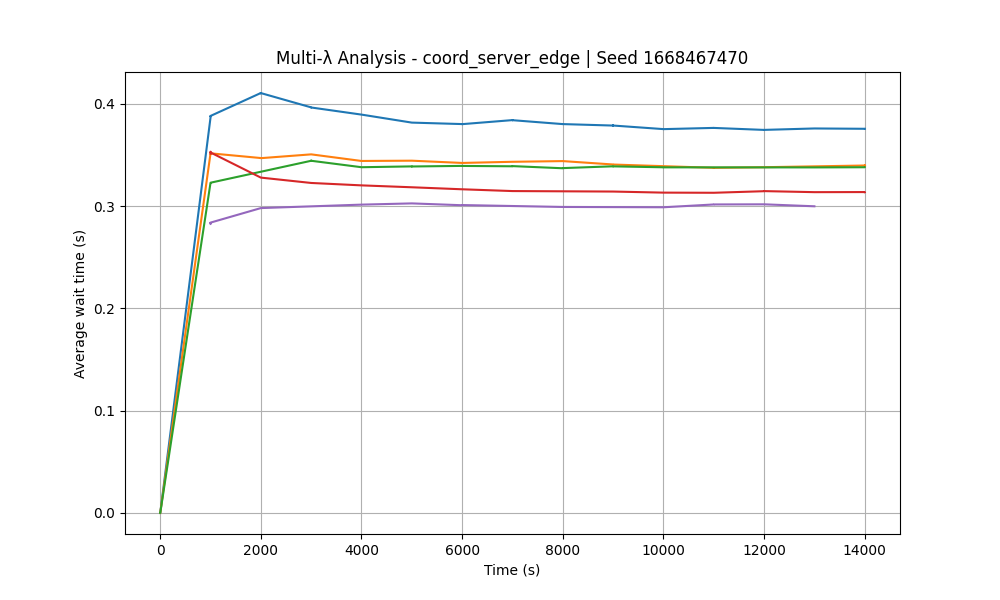 Multi-λ Analysis - coord_server_edge | Seed 1668467470
0.4
0.3
0.2
0.1
0.0
Average wait time (s)
0 2000 4000 6000 8000 10000 12000 14000
Time (s)